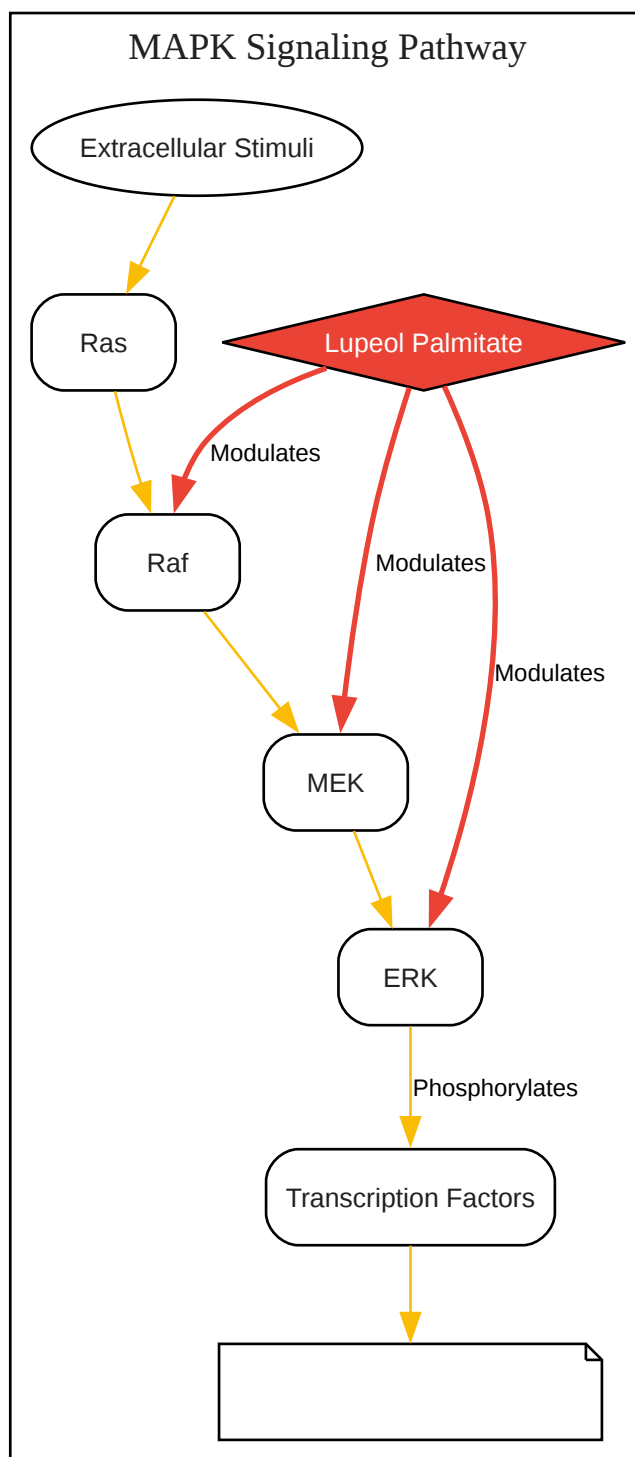 MAPK Signaling Pathway
Extracellular Stimuli
Ras
Lupeol Palmitate
Modulates
Raf
Modulates
Modulates
MEK
ERK
Phosphorylates
Transcription Factors